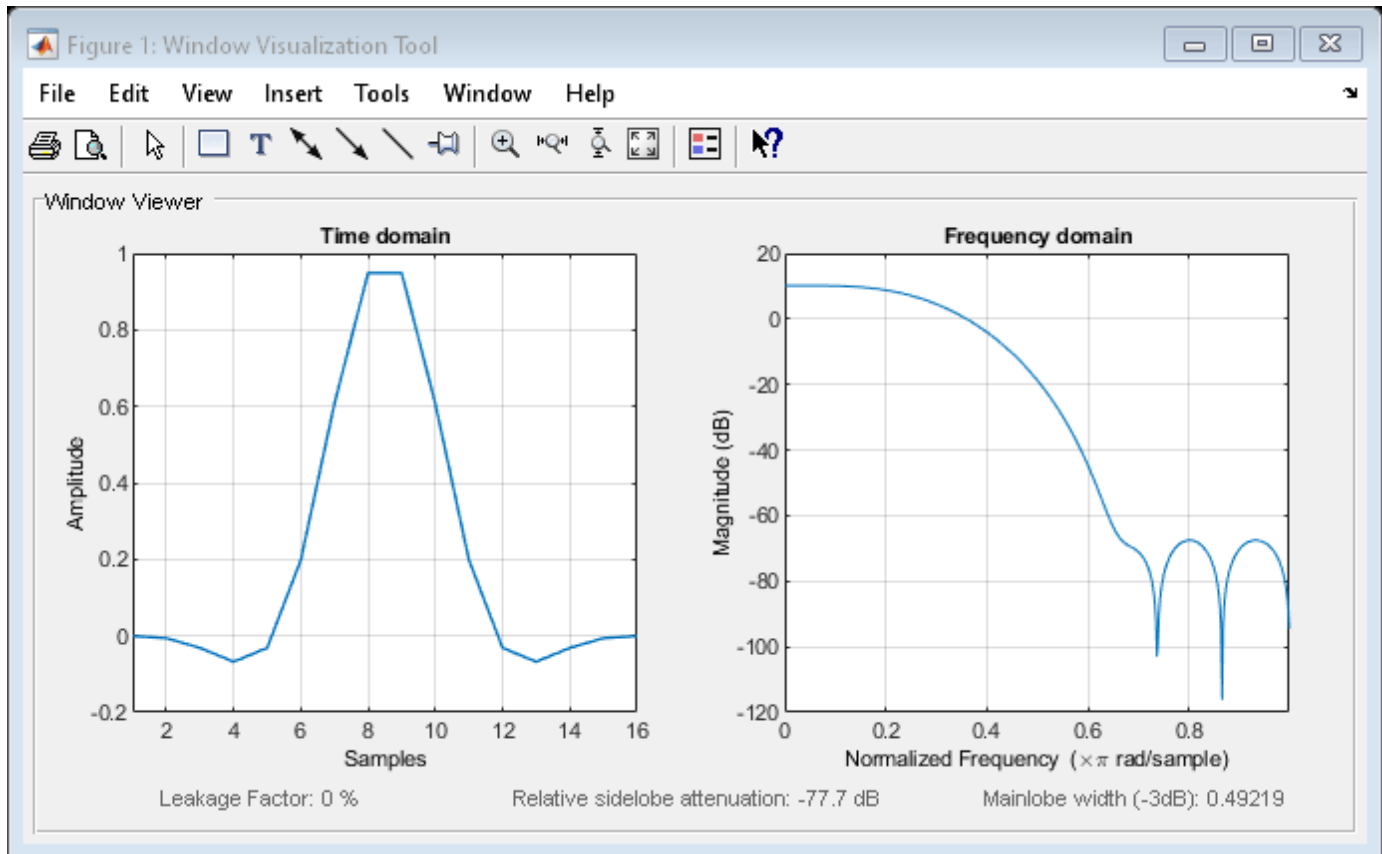 Figure 1: Window Visualization Tool
File Edit View Insert Tools Window Help
T
?
Window Viewer
Time domain
1
0.8
0.6
0.4
0.2
0
-0.2
Amplitude
2 4 6 8 10 12 14 16
Samples
Frequency domain
20
0
-20
-40
-60
-80
-100
-120
Magnitude (dB)
0 0.2 0.4 0.6 0.8
Normalized Frequency (×π rad/sample)
Leakage Factor: 0 % Relative sidelobe attenuation: -77.7 dB Mainlobe width (-3dB): 0.49219